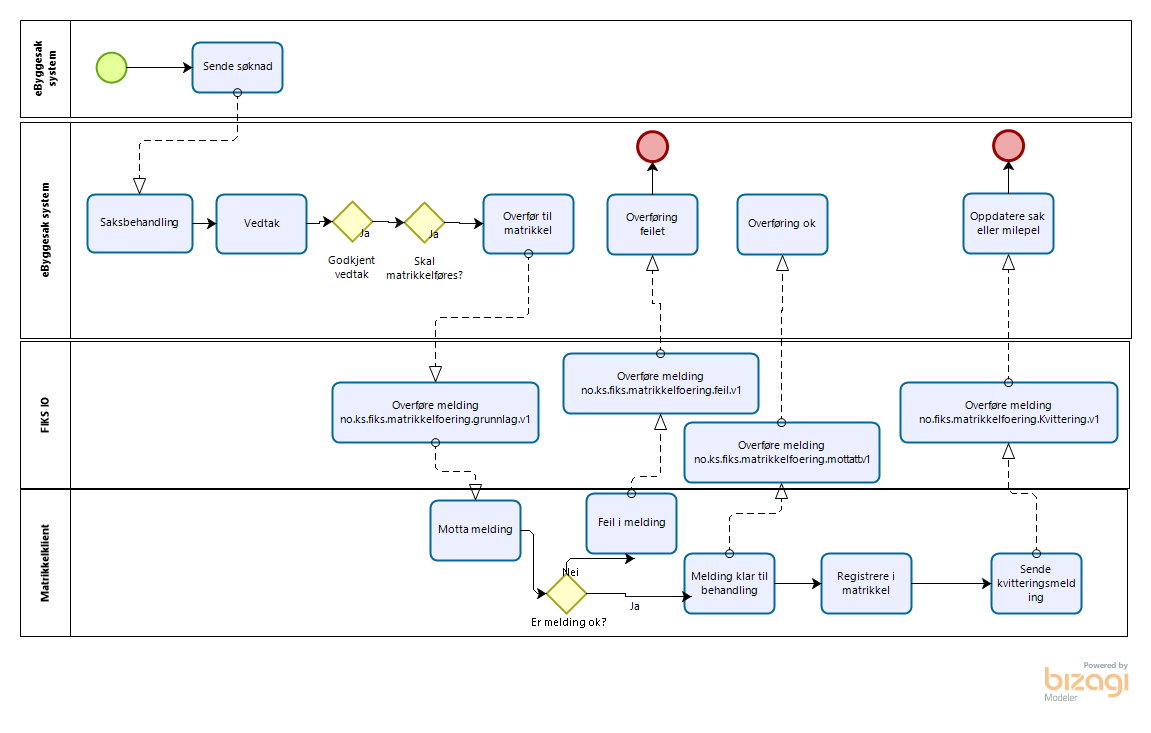 eByggesak
system
Sende søknad
eByggesak system
Saksbehandling
Vedtak
Ja
Godkjent
vedtak
Ja
Skal
matrikkelføres?
Overfør til
matrikkel
Overføring
feilet
Overføring ok
Oppdatere sak
eller milepel
FIKS IO
Overføre melding
no.ks.fiks.matrikkelfoering.grunnlag.v1
Overføre melding
no.ks.fiks.matrikkelfoering.feil.v1
Overføre melding
no.ks.fiks.matrikkelfoering.mottatt.v1
Overføre melding
no.fiks.matrikkelfoering.Kvittering.v1
Matrikkelklient
Motta melding
Nei
Ja
Er melding ok?
Feil i melding
Melding klar til
behandling
Registrere i
matrikkel
Sende
kvitteringsmeld
ing
Powered by
bizagi
Modeler